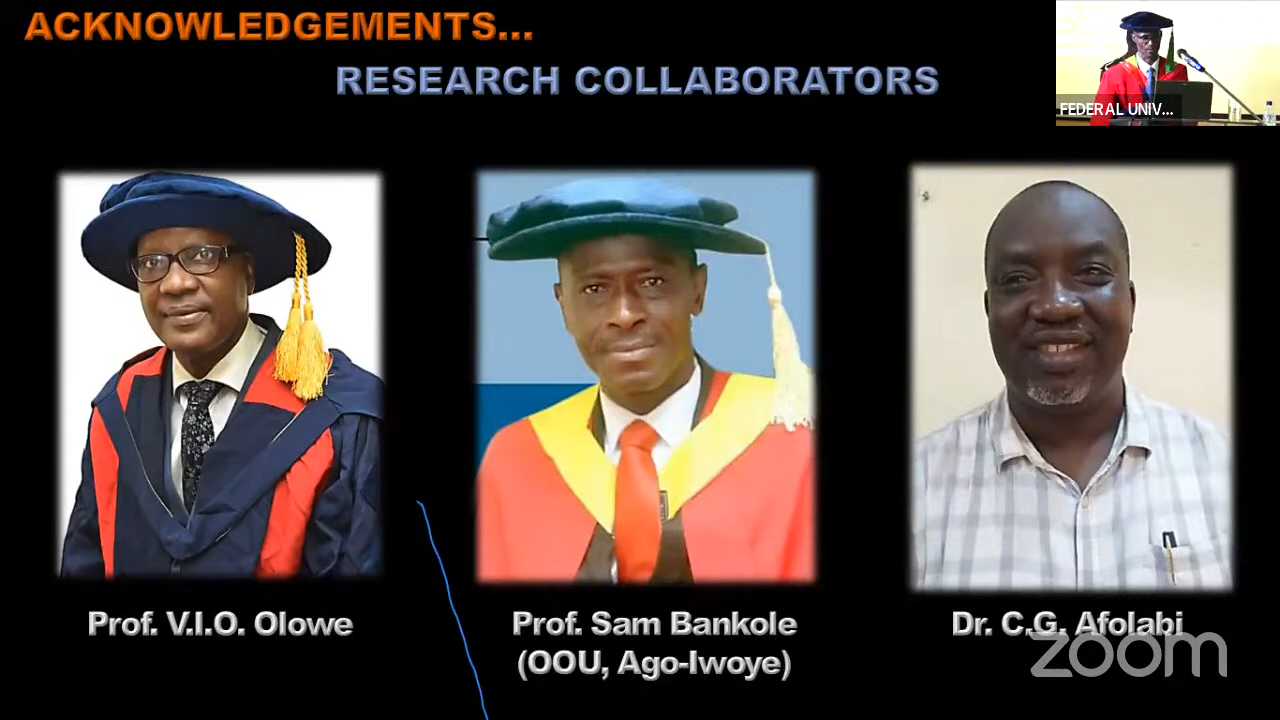 ACKNOWLEDGEMENTS...
RESEARCH COLLABORATORS
FEDERAL UNIV...
Prof. V.I.O. Olowe
Prof. Sam Bankole
(OOU, Ago-Iwoye)
Dr. C.G. Afolabi
zoom